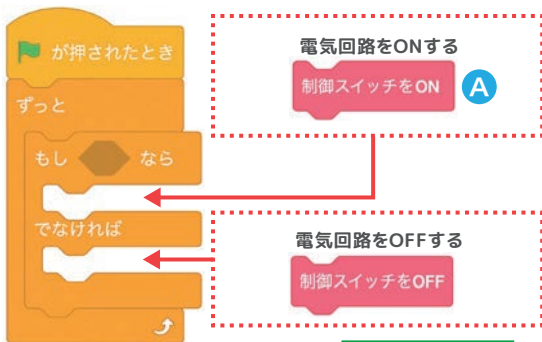 が押されたとき
ずっと
もし なら
でなければ
電気回路をONする
制御スイッチをON
A
電気回路をOFFする
制御スイッチをOFF